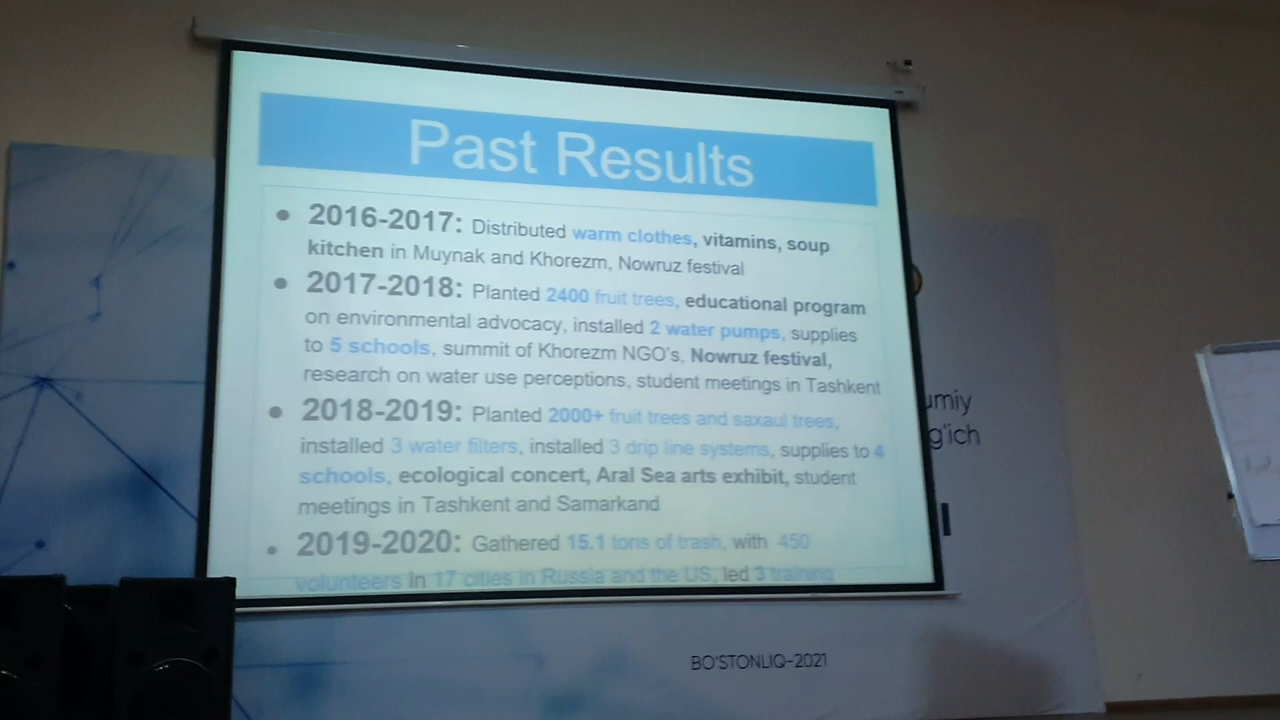 Past Results
• 2016-2017: Distributed warm clothes, vitamins, soup
kitchen in Muynak and Khorezm, Nowruz festival
• 2017-2018: Planted 2400 fruit trees, educational program
on environmental advocacy, installed 2 water pumps, supplies
to 5 schools, summit of Khorezm NGO's, Nowruz festival,
research on water use perceptions, student meetings in Tashkent
• 2018-2019: Planted 2000+ fruit trees and saxaul trees,
installed 3 water filters, installed 3 drip line systems, supplies to 4
schools, ecological concert, Aral Sea arts exhibit, student
meetings in Tashkent and Samarkand
• 2019-2020: Gathered 15.1 tons of trash, with 450
volunteers in 17 cities in Russia and the US, led 3 training
umiy
g'ich
BO'STONLIQ-2021